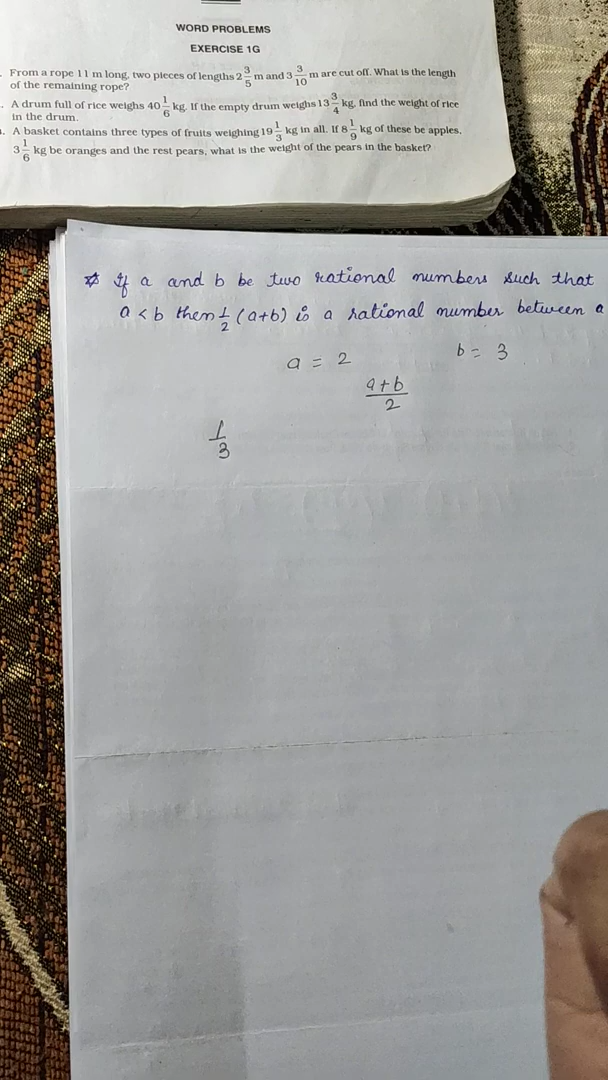 WORD PROBLEMS
EXERCISE 1G
. From a rope 11 m long, two pieces of lengths 2 3/5 m and 3 3/10 m are cut off. What is the length
of the remaining rope?
. A drum full of rice weighs 40 1/6 kg. If the empty drum weighs 13 3/4 kg, find the weight of rice
in the drum.
. A basket contains three types of fruits weighing 19 1/3 kg in all. If 8 1/9 kg of these be apples,
3 1/6 kg be oranges and the rest pears, what is the weight of the pears in the basket?
If a and b be two rational numbers such that
a < b then 1/2 (a+b) is a rational number between a
a = 2 b = 3
a+b/2
1/3